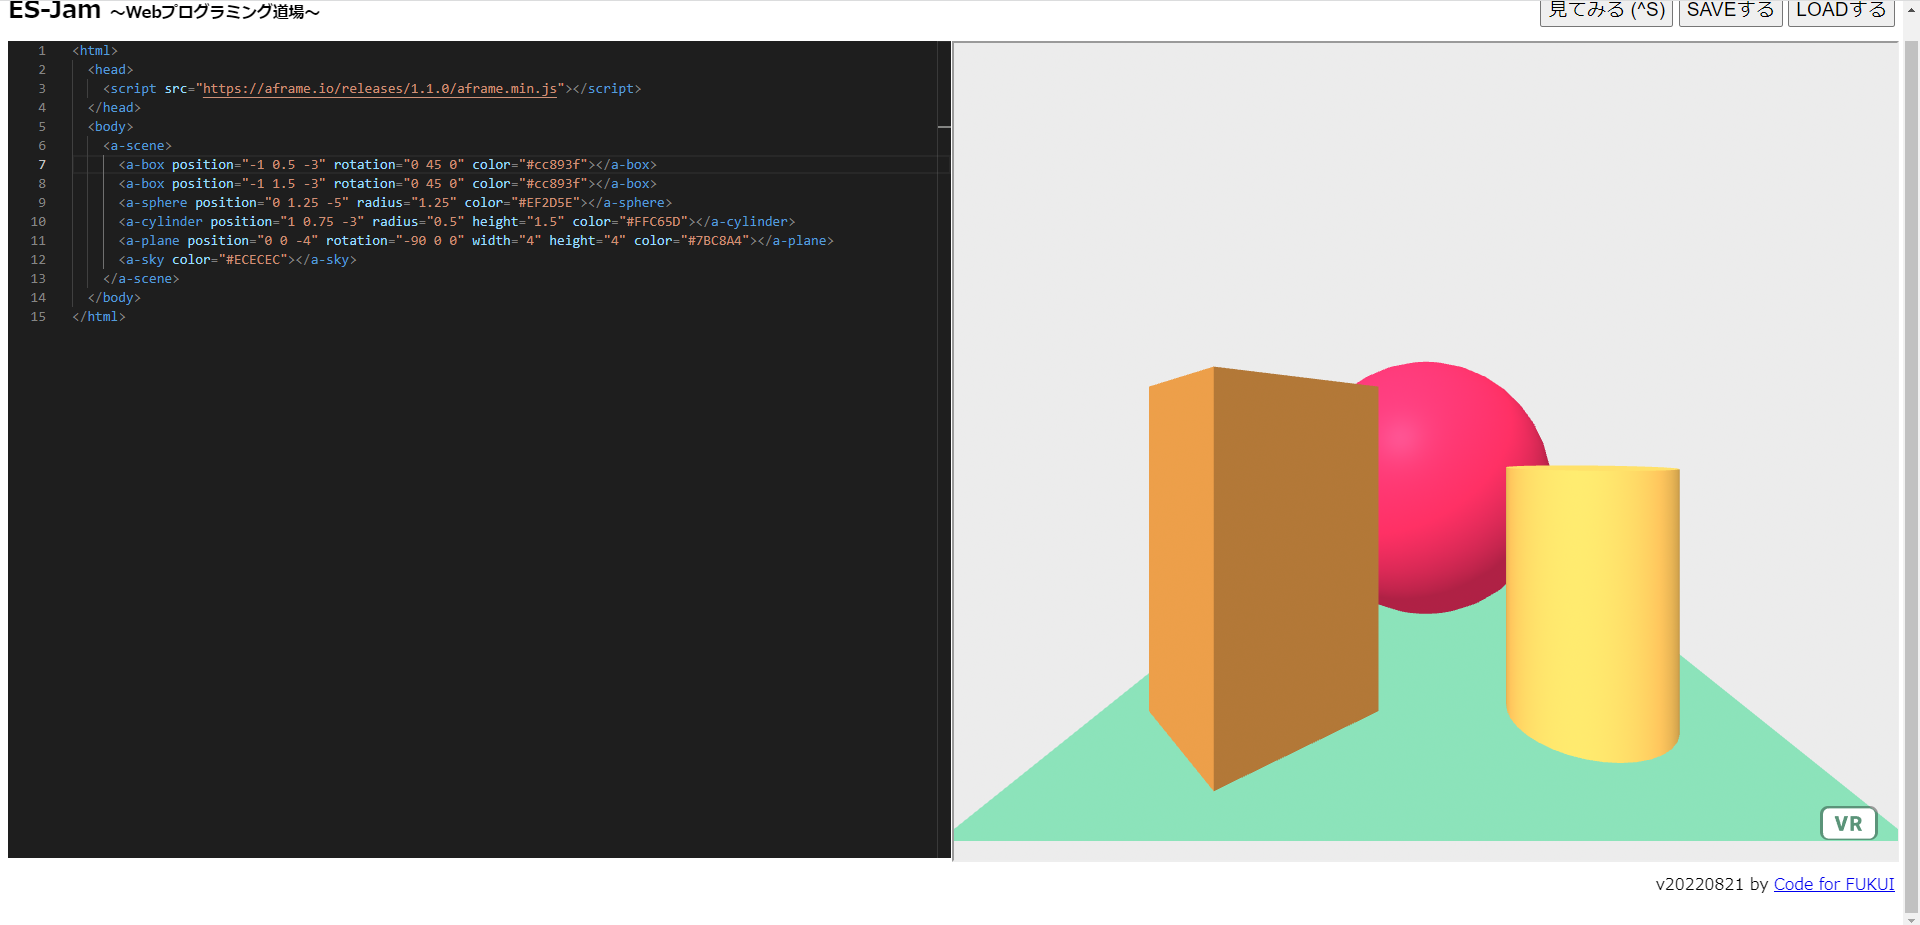 ES-Jam ～Webプログラミング道場～
見てみる (^S) SAVEする LOADする
1 <html>
2 <head>
3 <script src="https://aframe.io/releases/1.1.0/aframe.min.js"></script>
4 </head>
5 <body>
6 <a-scene>
7 <a-box position="-1 0.5 -3" rotation="0 45 0" color="#cc893f"></a-box>
8 <a-box position="-1 1.5 -3" rotation="0 45 0" color="#cc893f"></a-box>
9 <a-sphere position="0 1.25 -5" radius="1.25" color="#EF2D5E"></a-sphere>
10 <a-cylinder position="1 0.75 -3" radius="0.5" height="1.5" color="#FFC65D"></a-cylinder>
11 <a-plane position="0 0 -4" rotation="-90 0 0" width="4" height="4" color="#7BC8A4"></a-plane>
12 <a-sky color="#ECECEC"></a-sky>
13 </a-scene>
14 </body>
15 </html>
VR
v20220821 by Code for FUKUI